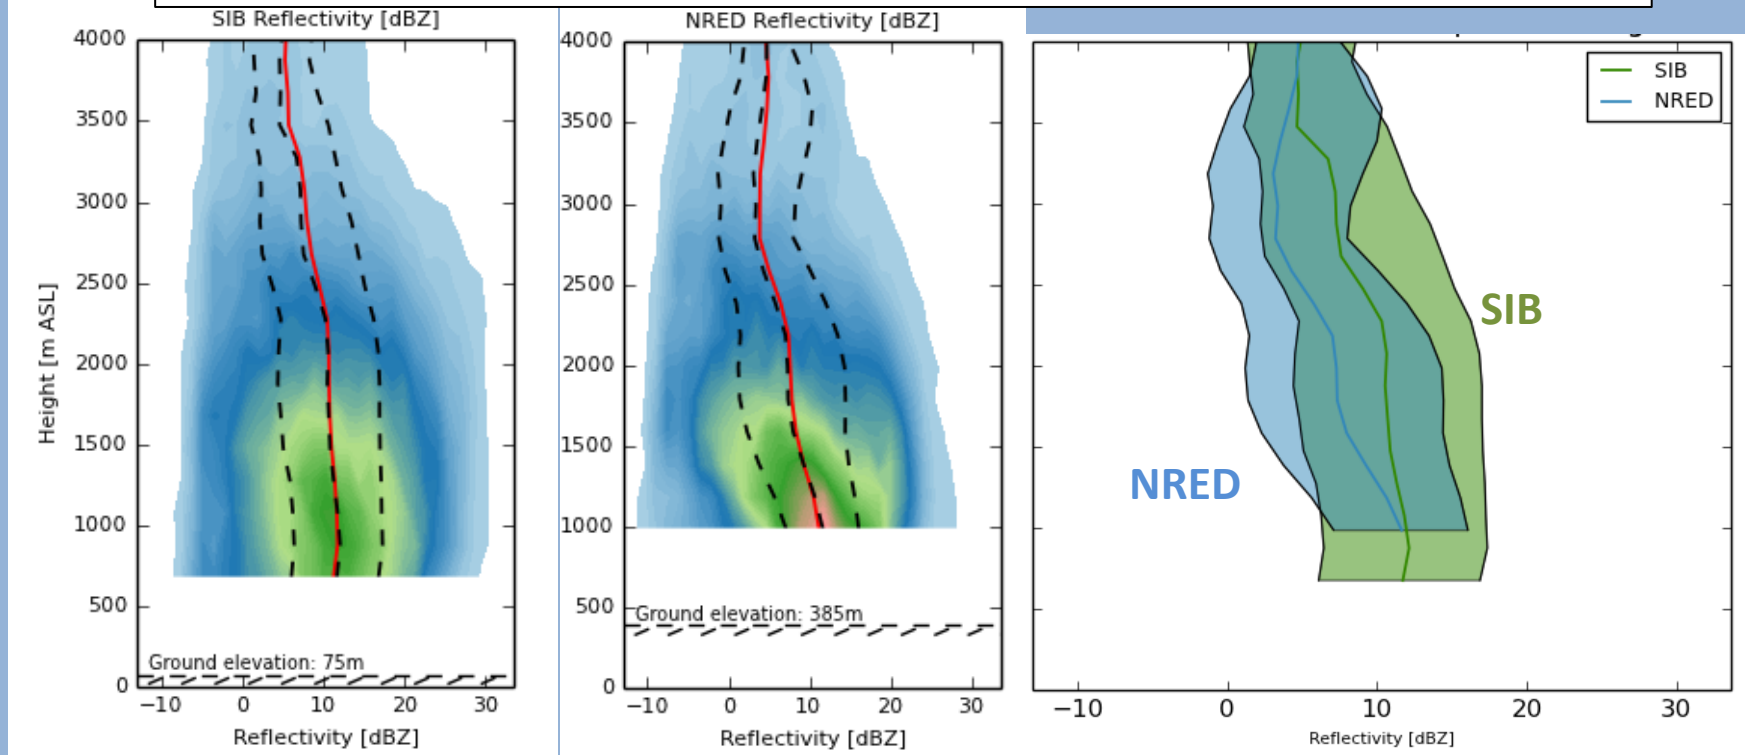 SIB Reflectivity [dBZ]
4000
3500
3000
2500
2000
1500
1000
500
0
Height [m ASL]
Ground elevation: 75m
−10 0 10 20 30
Reflectivity [dBZ]
NRED Reflectivity [dBZ]
4000
3500
3000
2500
2000
1500
1000
500
0
Ground elevation: 385m
−10 0 10 20 30
Reflectivity [dBZ]
SIB
NRED
SIB
NRED
−10 0 10 20 30
Reflectivity [dBZ]